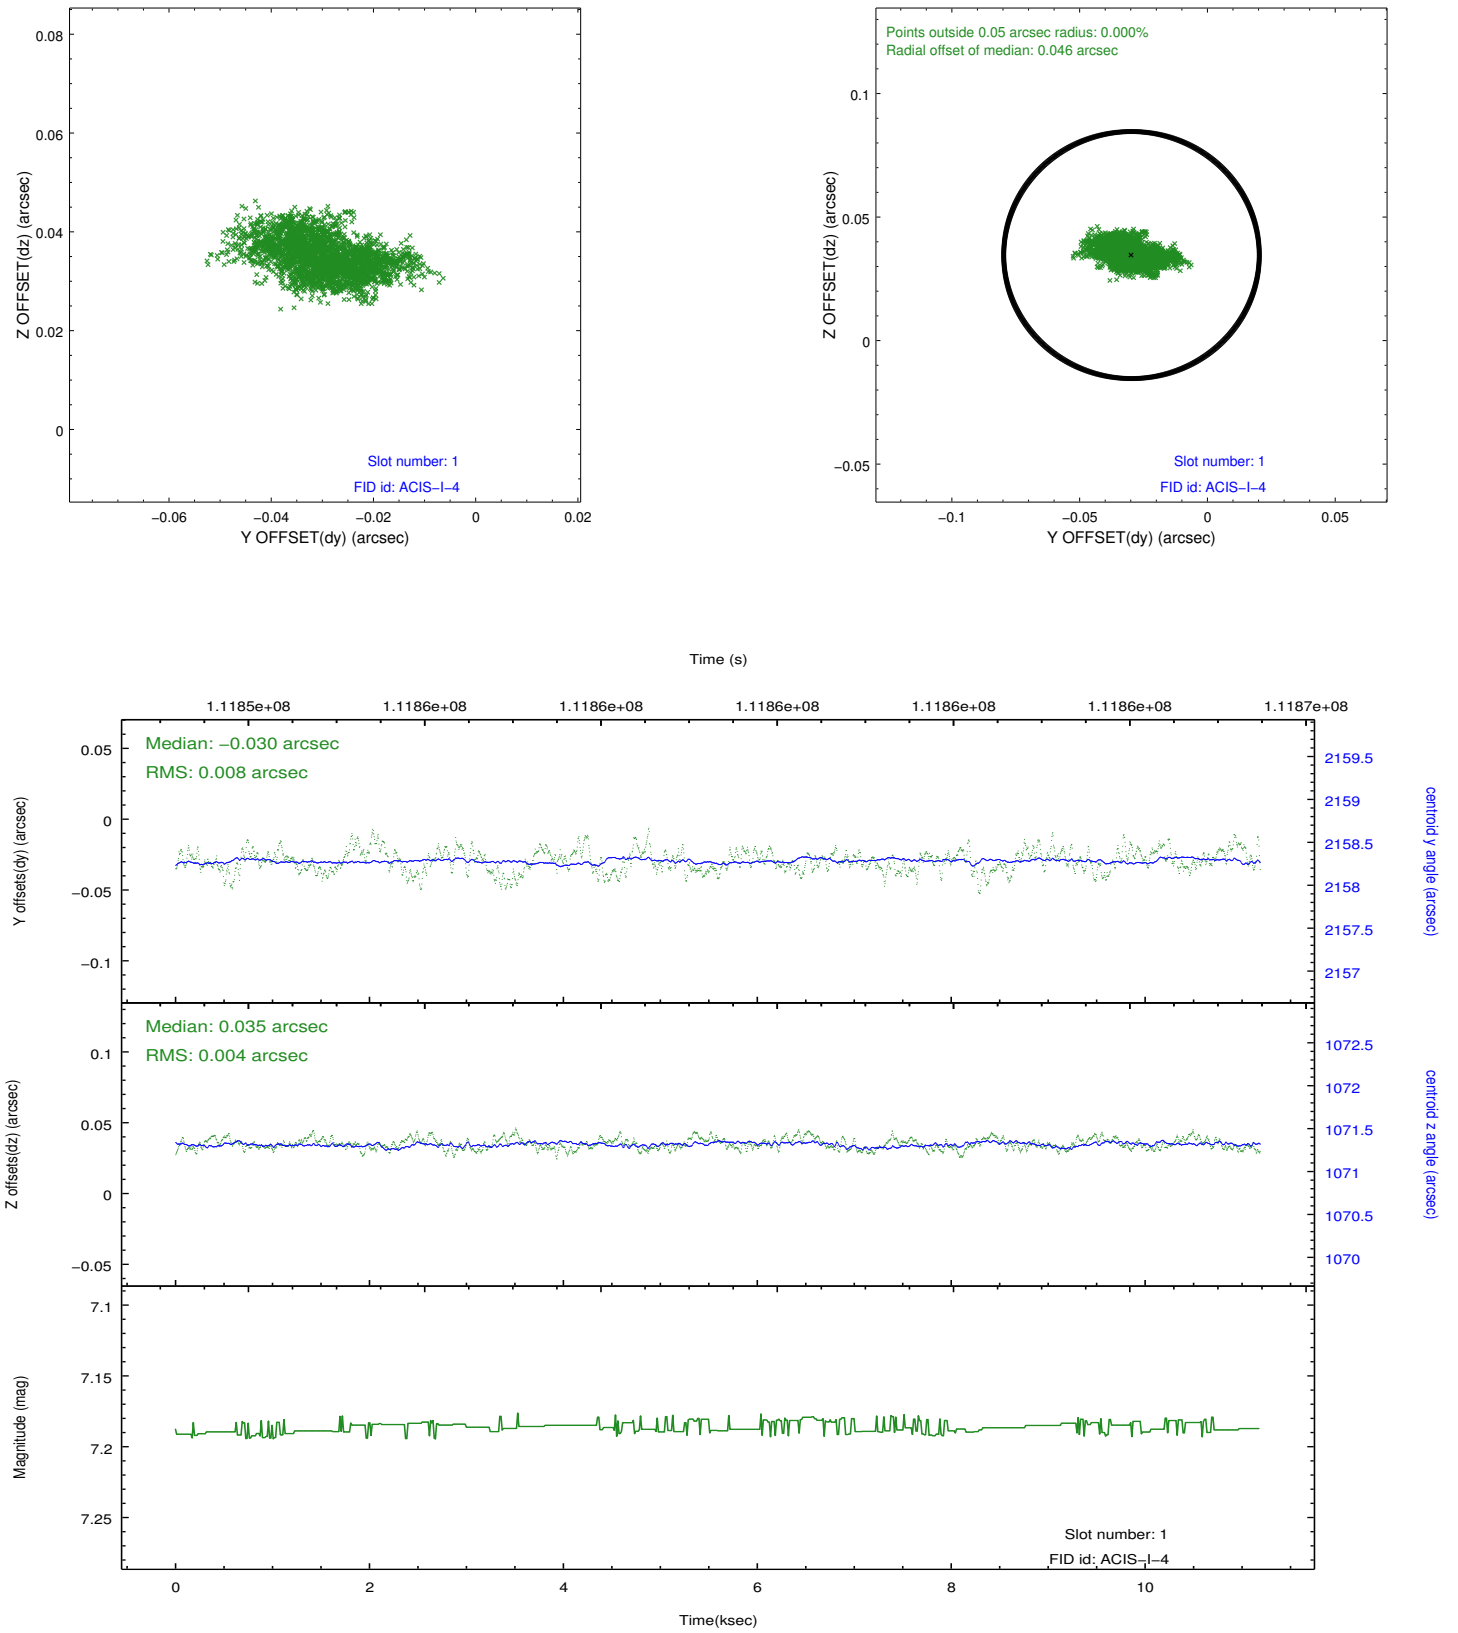 0.08
0.06
0.04
0.02
0
Z OFFSET(dz) (arcsec)
Slot number: 1
FID id: ACIS−I−4
−0.06 −0.04 −0.02 0 0.02
Y OFFSET(dy) (arcsec)
Points outside 0.05 arcsec radius: 0.000%
Radial offset of median: 0.046 arcsec
0.1
0.05
0
−0.05
Z OFFSET(dz) (arcsec)
Slot number: 1
FID id: ACIS−I−4
−0.1 −0.05 0 0.05
Y OFFSET(dy) (arcsec)
Time (s)
1.1185e+08 1.1186e+08 1.1186e+08 1.1186e+08 1.1186e+08 1.1186e+08 1.1187e+08
Median: −0.030 arcsec
RMS: 0.008 arcsec
0.05
0
−0.05
−0.1
Y offsets(dy) (arcsec)
2159.5
2159
2158.5
2158
2157.5
2157
centroid y angle (arcsec)
Median: 0.035 arcsec
RMS: 0.004 arcsec
0.1
0.05
0
−0.05
Z offsets(dz) (arcsec)
1072.5
1072
1071.5
1071
1070.5
1070
centroid z angle (arcsec)
7.1
7.15
7.2
7.25
Magnitude (mag)
Slot number: 1
FID id: ACIS−I−4
0 2 4 6 8 10
Time(ksec)